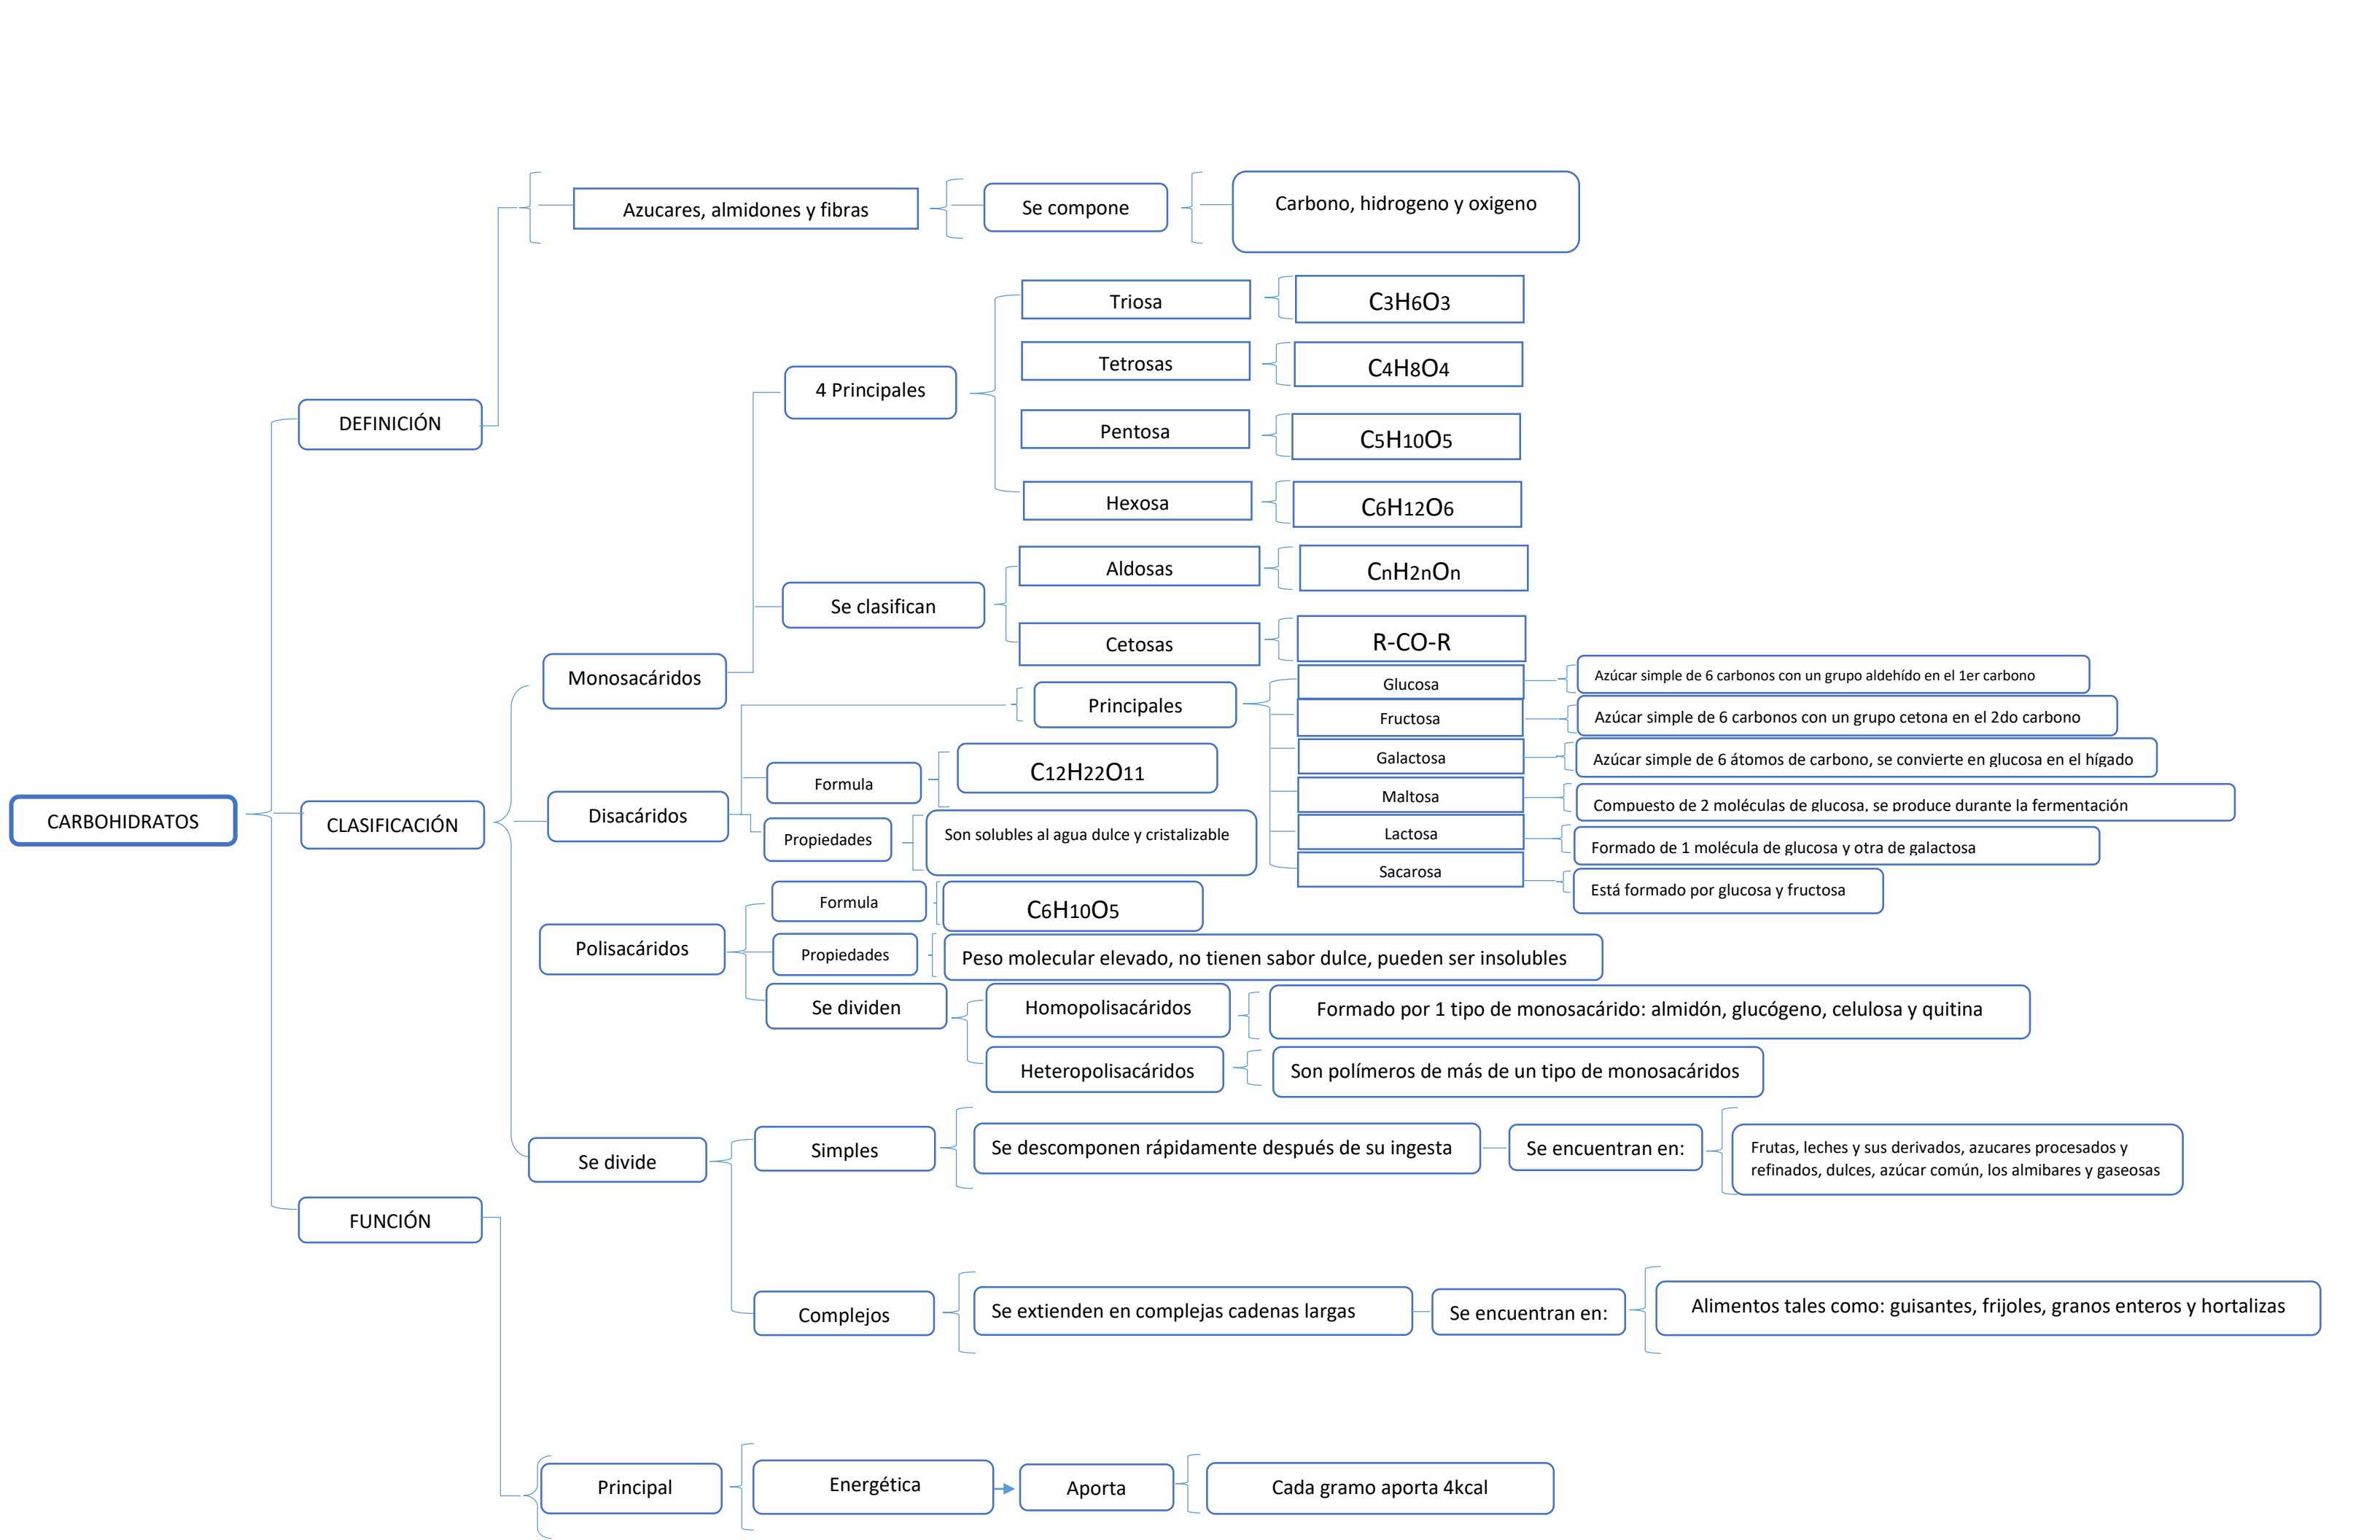 CARBOHIDRATOS
DEFINICIÓN
Azucares, almidones y fibras
Se compone
Carbono, hidrogeno y oxigeno
CLASIFICACIÓN
Monosacáridos
4 Principales
Triosa
C3H6O3
Tetrosas
C4H8O4
Pentosa
C5H10O5
Hexosa
C6H12O6
Se clasifican
Aldosas
CnH2nOn
Cetosas
R-CO-R
Disacáridos
Principales
Glucosa
Azúcar simple de 6 carbonos con un grupo aldehído en el 1er carbono
Fructosa
Azúcar simple de 6 carbonos con un grupo cetona en el 2do carbono
Galactosa
Azúcar simple de 6 átomos de carbono, se convierte en glucosa en el hígado
Maltosa
Compuesto de 2 moléculas de glucosa, se produce durante la fermentación
Lactosa
Formado de 1 molécula de glucosa y otra de galactosa
Sacarosa
Está formado por glucosa y fructosa
Formula
C12H22O11
Propiedades
Son solubles al agua dulce y cristalizable
Polisacáridos
Formula
C6H10O5
Propiedades
Peso molecular elevado, no tienen sabor dulce, pueden ser insolubles
Se dividen
Homopolisacáridos
Formado por 1 tipo de monosacárido: almidón, glucógeno, celulosa y quitina
Heteropolisacáridos
Son polímeros de más de un tipo de monosacáridos
Se divide
Simples
Se descomponen rápidamente después de su ingesta
Se encuentran en:
Frutas, leches y sus derivados, azucares procesados y
refinados, dulces, azúcar común, los almibares y gaseosas
Complejos
Se extienden en complejas cadenas largas
Se encuentran en:
Alimentos tales como: guisantes, frijoles, granos enteros y hortalizas
FUNCIÓN
Principal
Energética
Aporta
Cada gramo aporta 4kcal